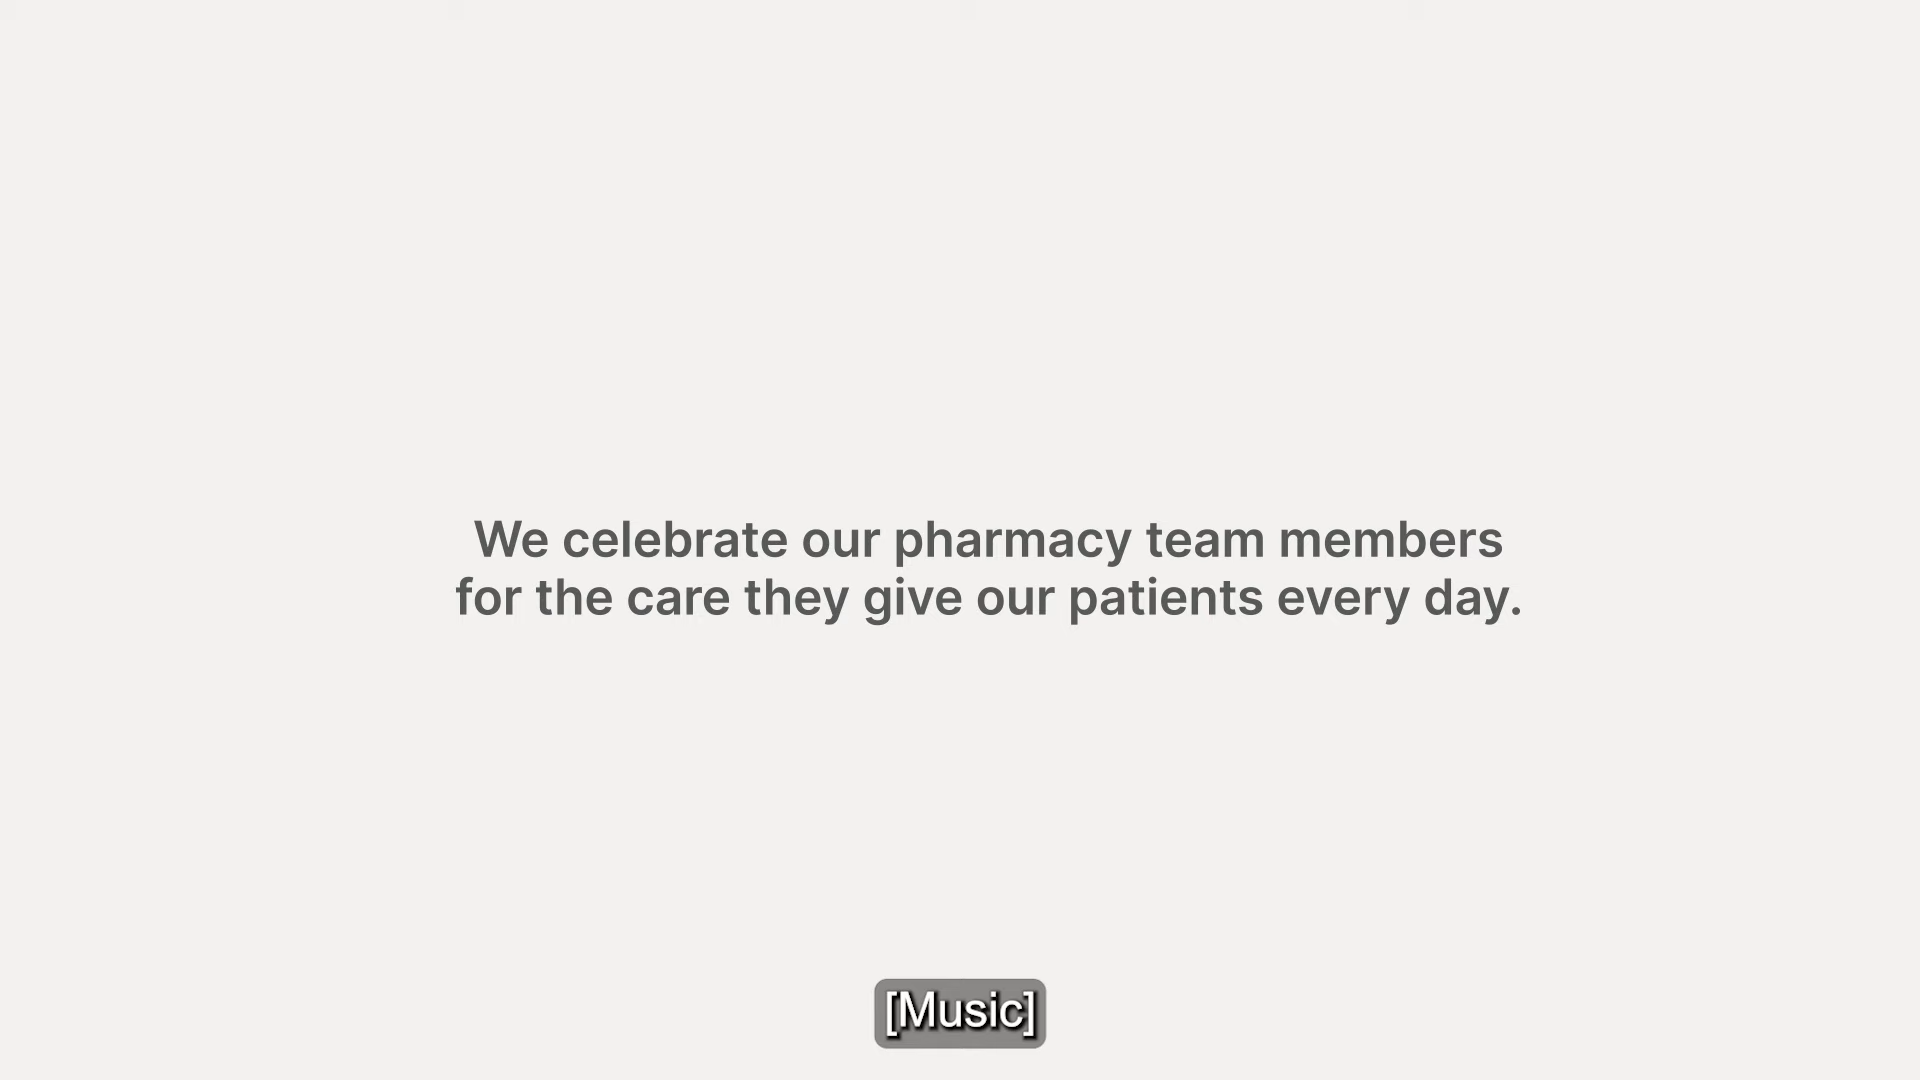 We celebrate our pharmacy team members
for the care they give our patients every day.
[Music]